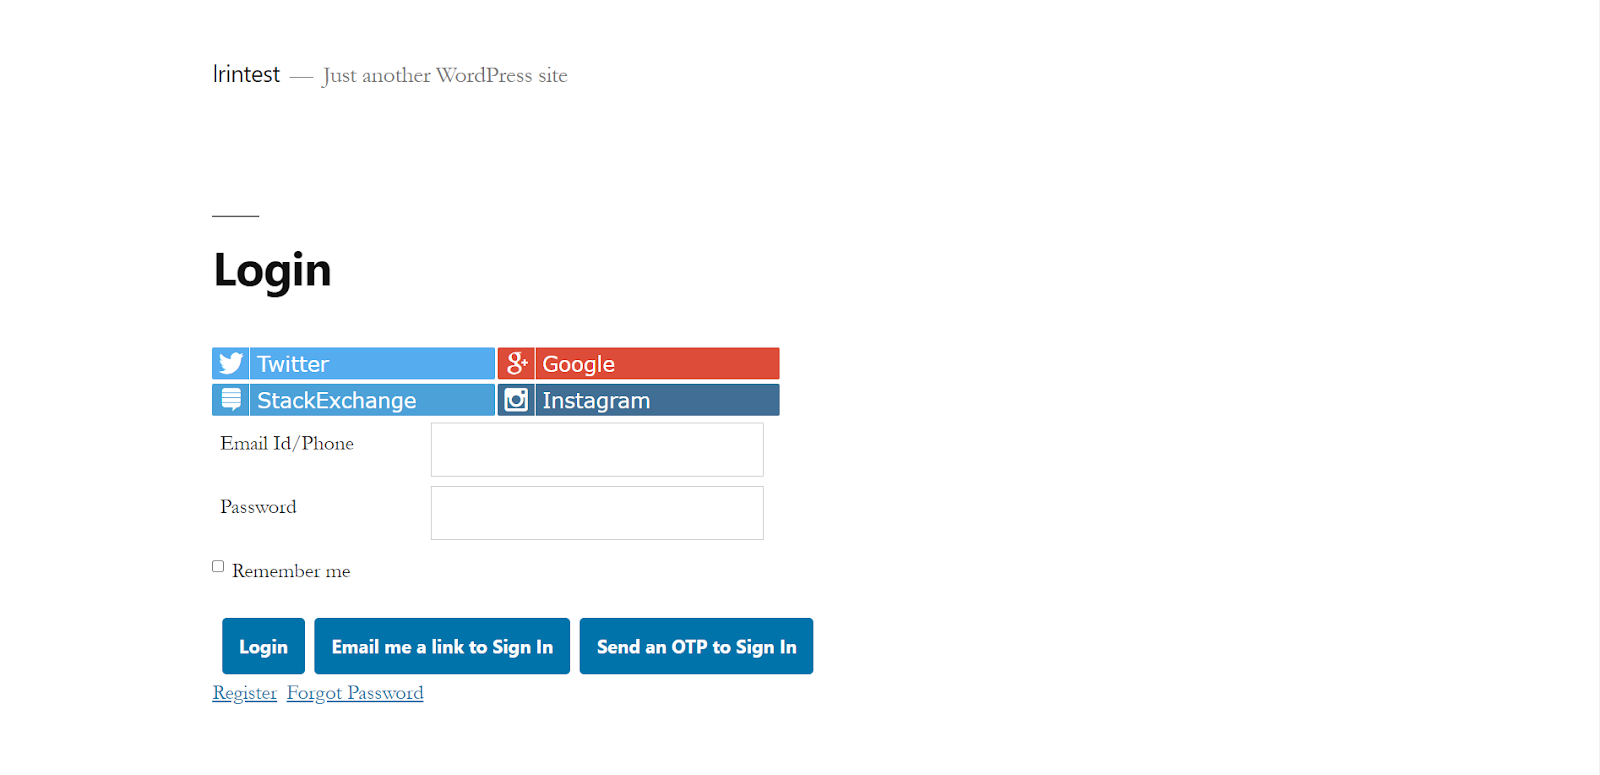 lrintest — Just another WordPress site
Login
Twitter Google
StackExchange Instagram
Email Id/Phone
Password
Remember me
Login Email me a link to Sign In Send an OTP to Sign In
Register Forgot Password